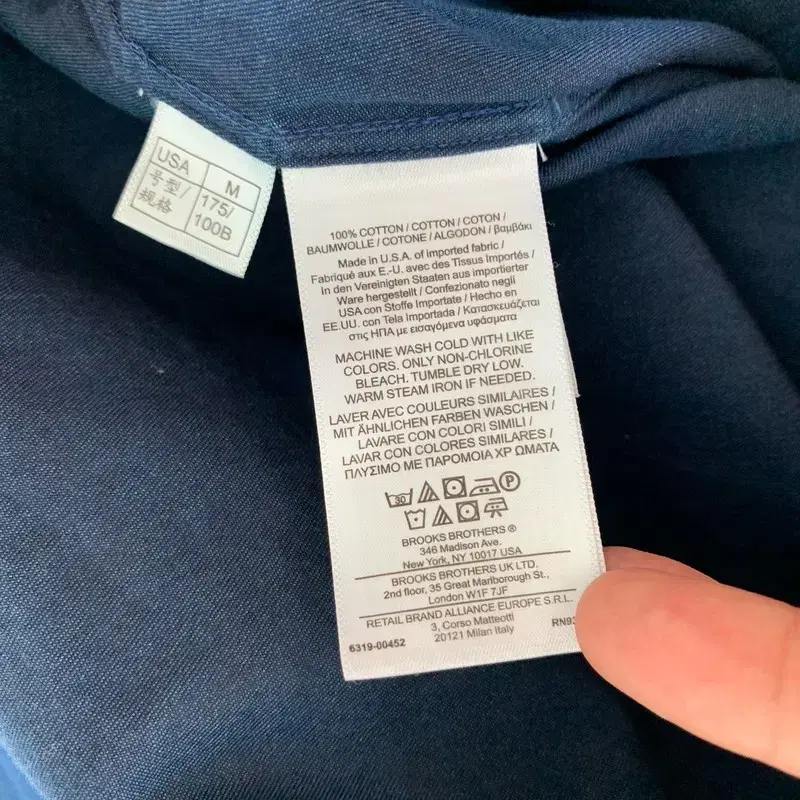 USA M
号型/规格 175/100B
100% COTTON / COTTON / COTON /
BAUMWOLLE / COTONE / ALGODON / βαμβάκι
Made in U.S.A. of imported fabric /
Fabriqué aux E.-U. avec des Tissus Importés /
In den Vereinigten Staaten aus importierter
Ware hergestellt / Confezionato negli
USA con Stoffe Importate / Hecho en
EE.UU. con Tela Importada / Κατασκευάζεται
στις ΗΠΑ με εισαγόμενα υφάσματα
MACHINE WASH COLD WITH LIKE
COLORS. ONLY NON-CHLORINE
BLEACH. TUMBLE DRY LOW.
WARM STEAM IRON IF NEEDED.
LAVER AVEC COULEURS SIMILAIRES /
MIT ÄHNLICHEN FARBEN WASCHEN /
LAVARE CON COLORI SIMILI /
LAVAR CON COLORES SIMILARES /
ΠΛΥΣΙΜΟ ΜΕ ΠΑΡΟΜΟΙΑ ΧΡ ΩΜΑΤΑ
30 P
BROOKS BROTHERS ®
346 Madison Ave.
New York, NY 10017 USA
BROOKS BROTHERS UK LTD.
2nd floor, 35 Great Marlborough St.,
London W1F 7JF
RETAIL BRAND ALLIANCE EUROPE S.R.L.
3, Corso Matteotti
20121 Milan Italy
6319-00452